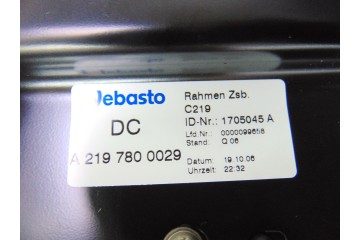 Webasto
Rahmen Zsb.
C219
DC
ID-Nr.: 1705045 A
Lfd.Nr.: 0000099658
Stand: Q 06
A 219 780 0029
Datum: 19.10.06
Uhrzeit: 22:32